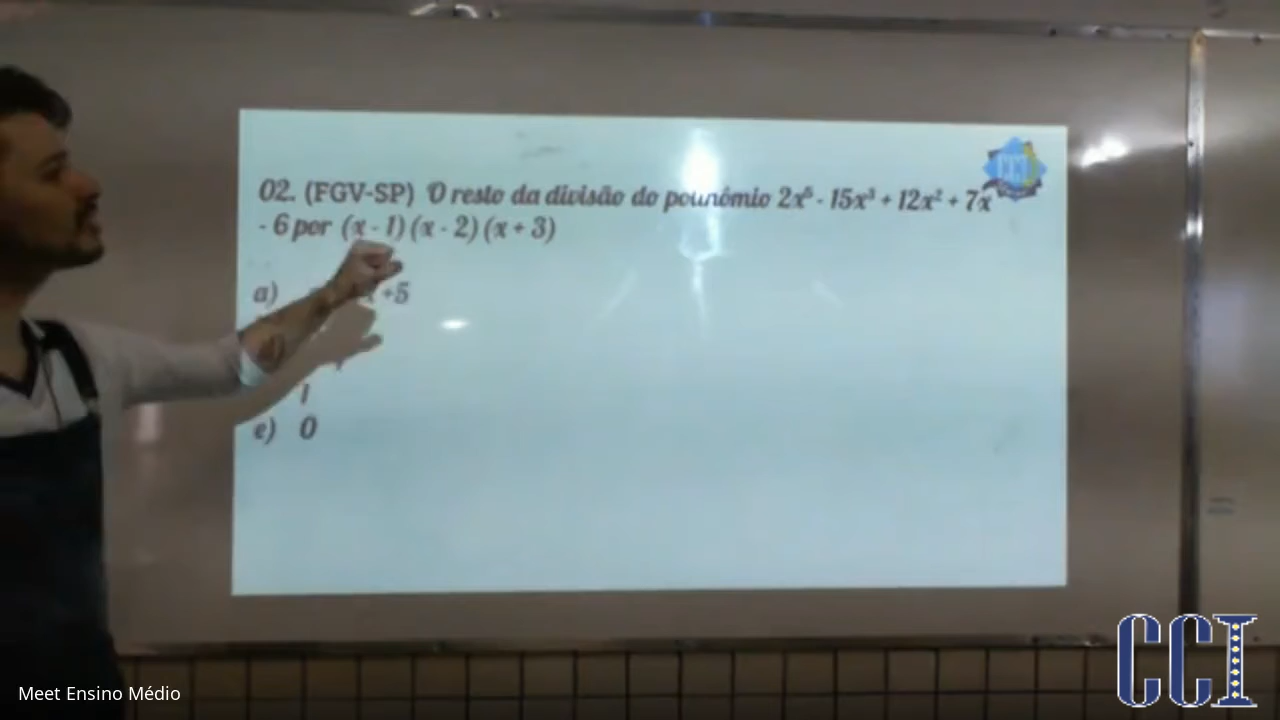 02. (FGV-SP) O resto da divisão do polinômio 2x⁵ - 15x³ + 12x² + 7x
- 6 por (x - 1) (x - 2) (x + 3)
a) +5
e) 0
CCI
CCI
Meet Ensino Médio